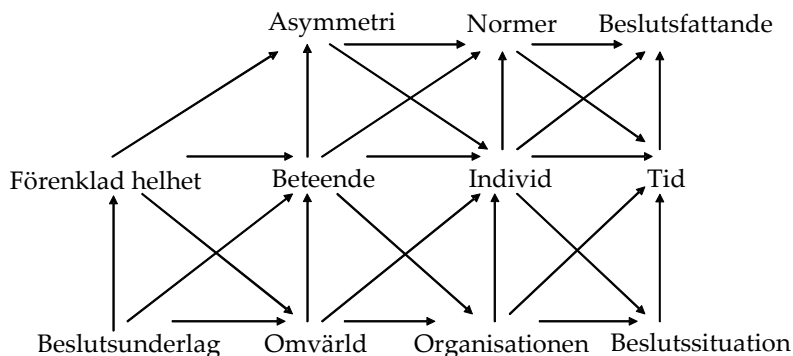 Asymmetri Normer Beslutsfattande
Förenklad helhet Beteende Individ Tid
Beslutsunderlag Omvärld Organisationen Beslutssituation